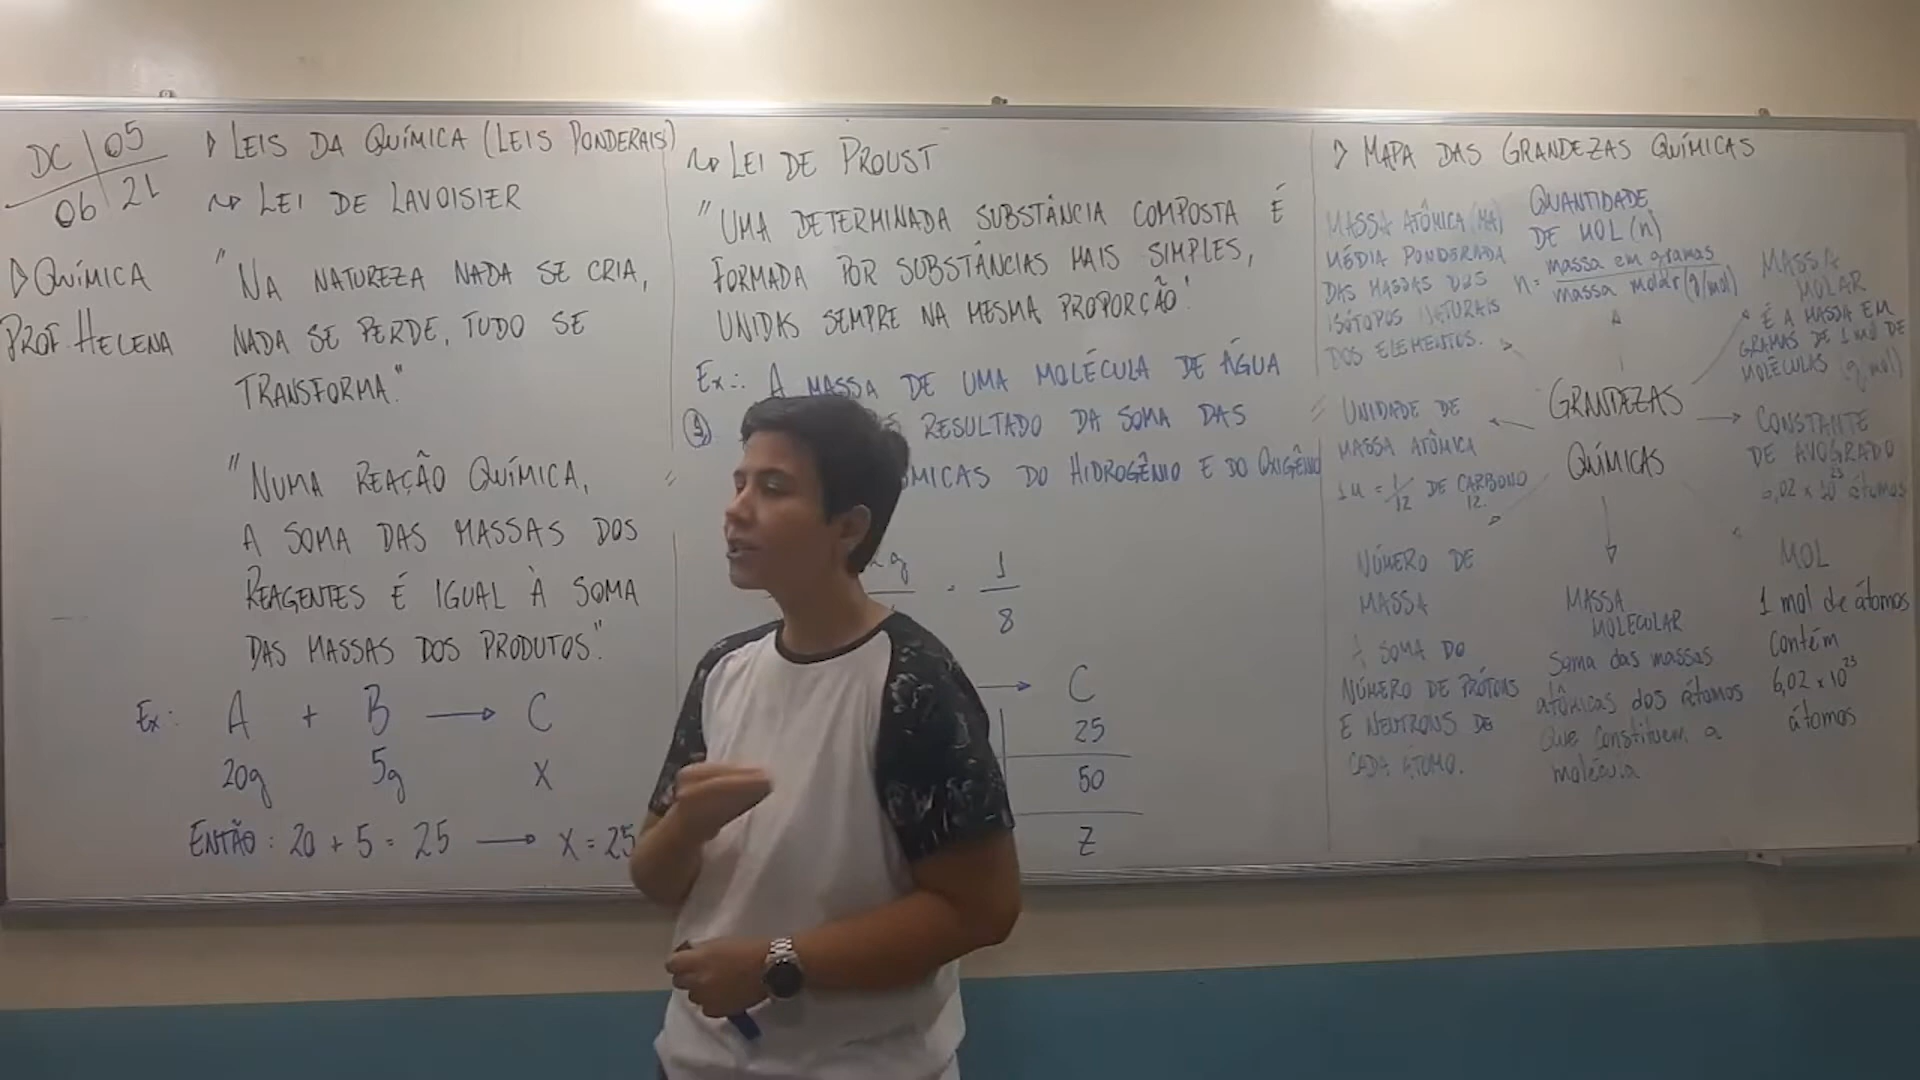 DC 05
06 21
▷ QUÍMICA
PROF. HELENA
LEIS DA QUÍMICA (LEIS PONDERAIS)
LEI DE LAVOISIER
"NA NATUREZA NADA SE CRIA,
NADA SE PERDE, TUDO SE
TRANSFORMA."
"NUMA REAÇÃO QUÍMICA,
A SOMA DAS MASSAS DOS
REAGENTES É IGUAL À SOMA
DAS MASSAS DOS PRODUTOS."
Ex: A + B → C
20g 5g X
ENTÃO: 20 + 5 = 25 → X = 25
LEI DE PROUST
"UMA DETERMINADA SUBSTÂNCIA COMPOSTA É
FORMADA POR SUBSTÂNCIAS MAIS SIMPLES,
UNIDAS SEMPRE NA MESMA PROPORÇÃO".
Ex.: A MASSA DE UMA MOLÉCULA DE ÁGUA
RESULTADO DA SOMA DAS
MICAS DO HIDROGÊNIO E DO OXIGÊNIO
g = 1
8
→ C
25
50
Z
MAPA DAS GRANDEZAS QUÍMICAS
MASSA ATÔMICA (MA)
MÉDIA PONDERADA
DAS MASSAS DOS
ISÓTOPOS NATURAIS
DOS ELEMENTOS.
QUANTIDADE
DE MOL (n)
n = massa em gramas
massa molar (g/mol)
MASSA
MOLAR
É A MASSA EM
GRAMAS DE 1 MOL DE
MOLÉCULAS (g/mol)
UNIDADE DE
MASSA ATÔMICA
1u = 1/12 DE CARBONO
12.
GRANDEZAS
QUÍMICAS
CONSTANTE
DE AVOGRADO
6,02 x 10²³ átomos
NÚMERO DE
MASSA
A SOMA DO
NÚMERO DE PRÓTONS
E NEUTRONS DE
CADA ÁTOMO.
MASSA
MOLECULAR
Soma das massas
atômicas dos átomos
que constituem a
molécula
MOL
1 mol de átomos
contém
6,02 x 10²³
átomos